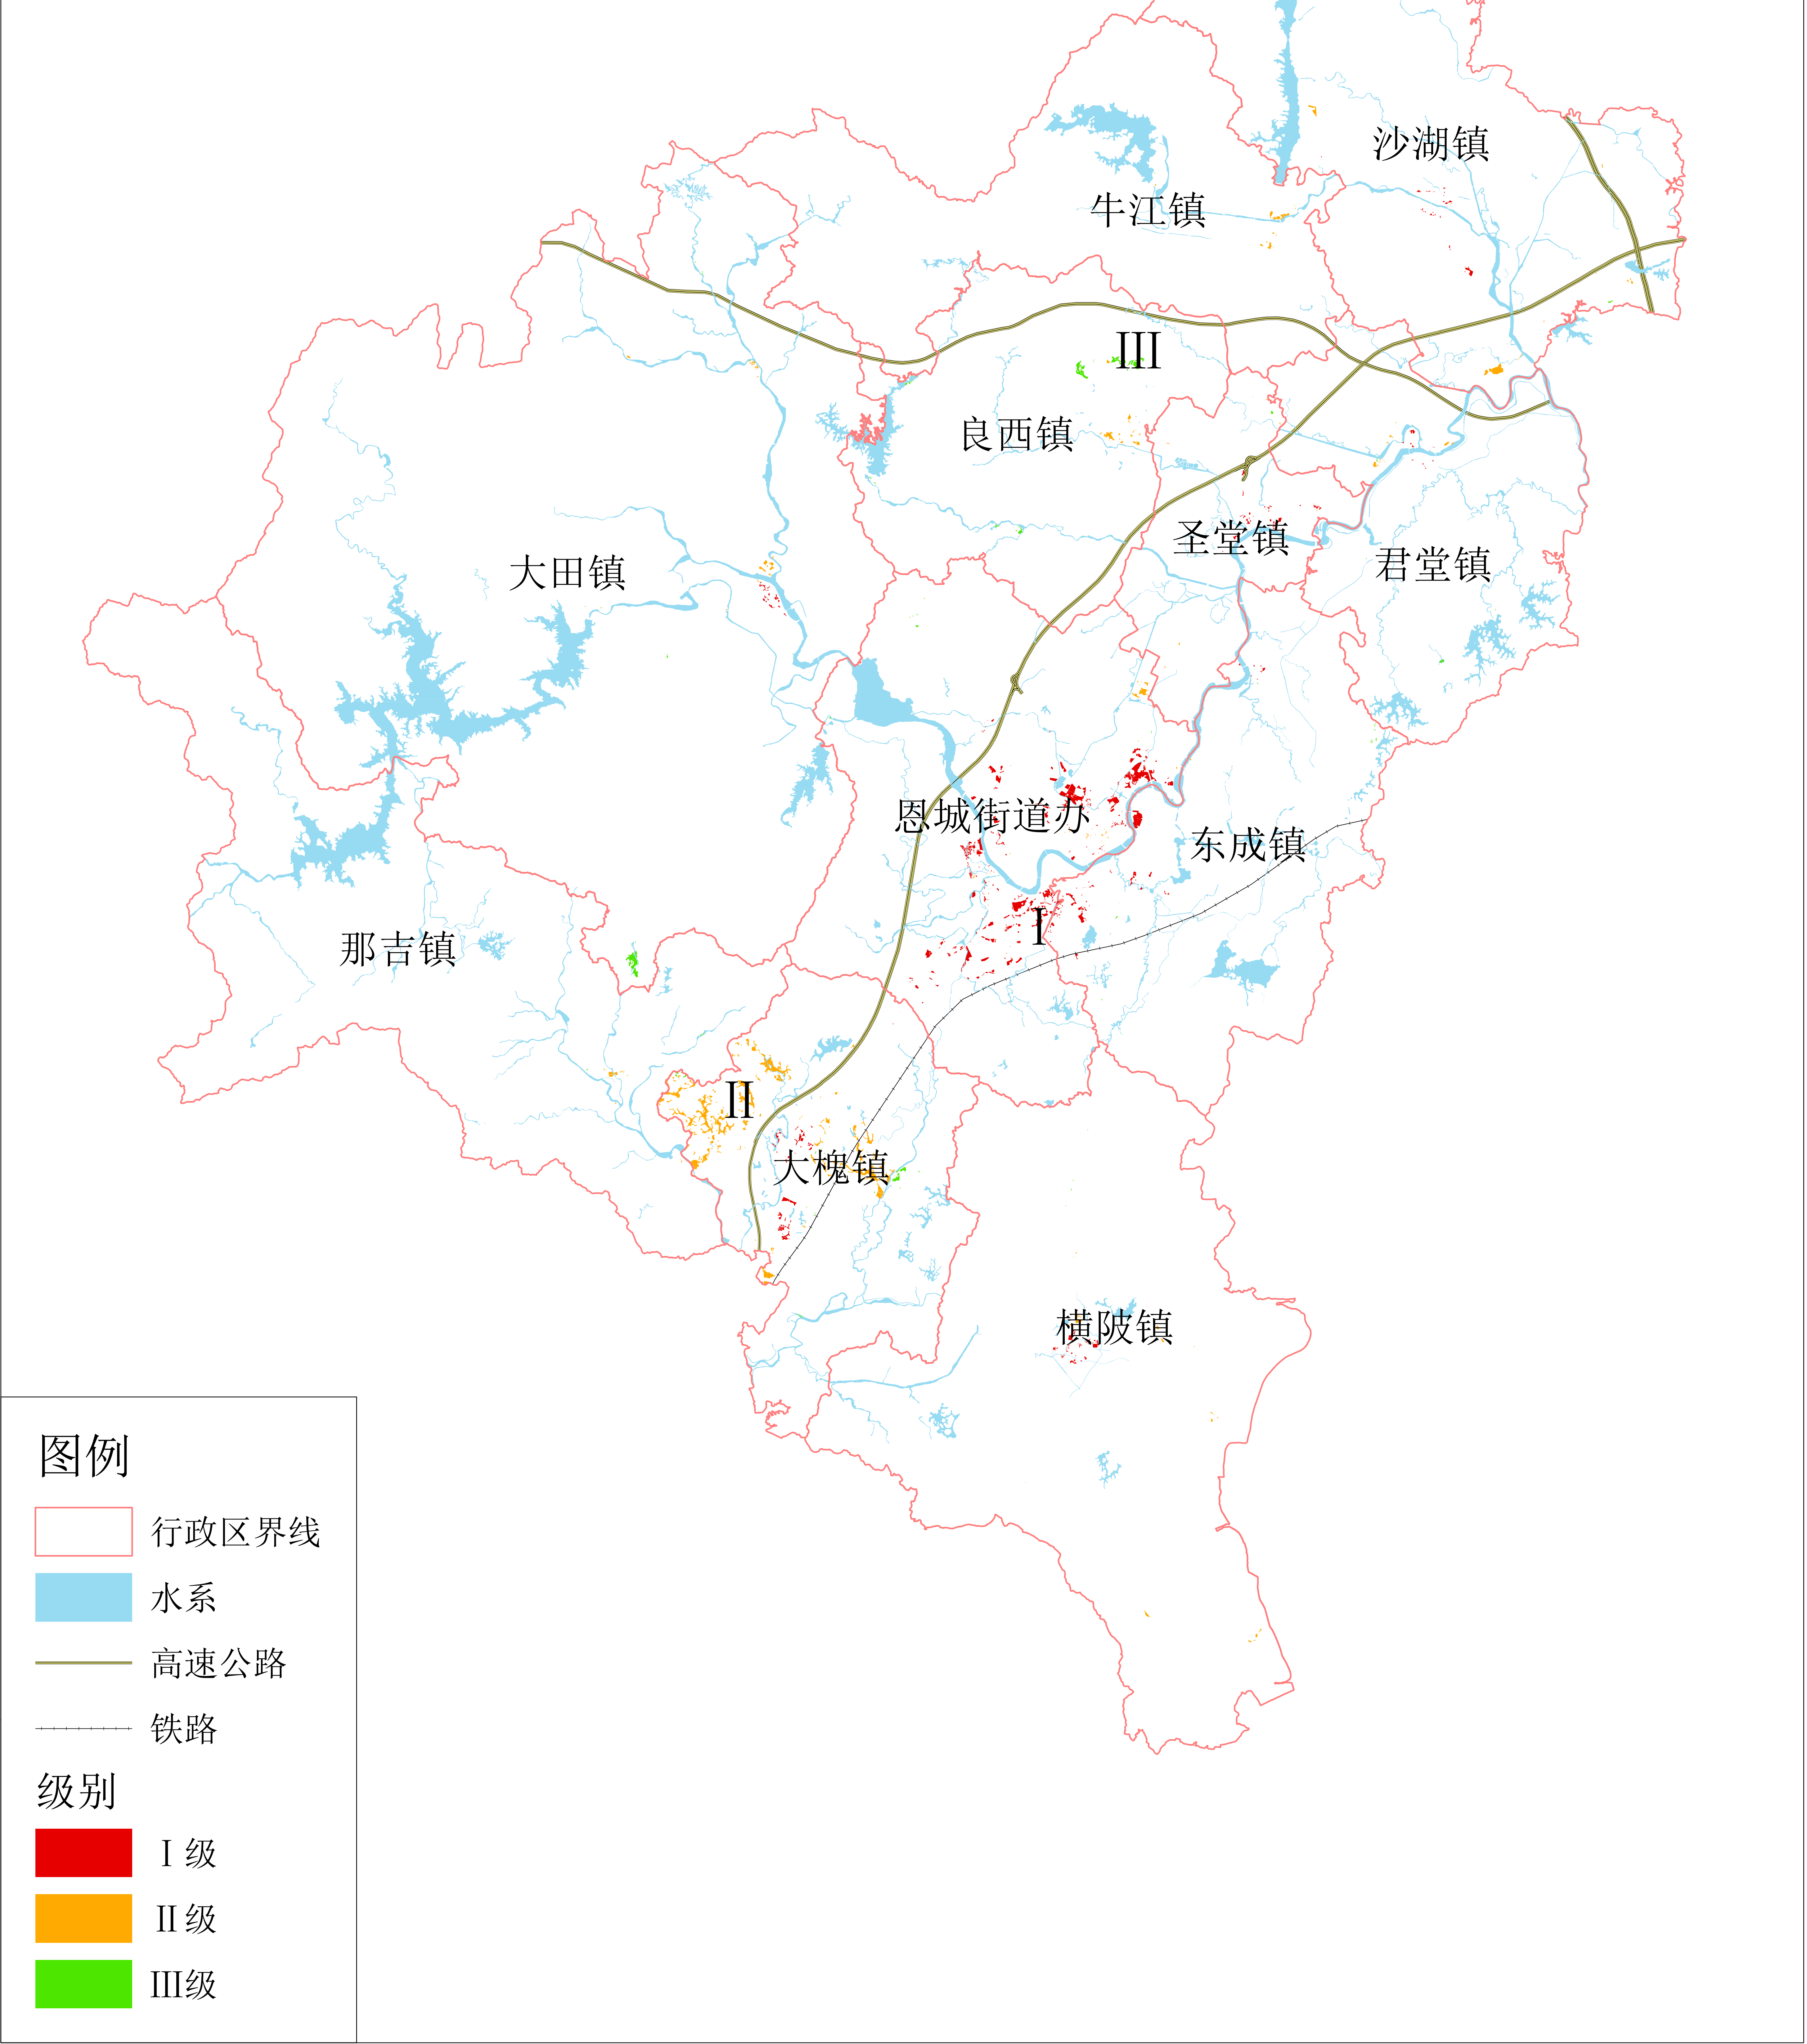 沙湖镇
牛江镇
III
良西镇
圣堂镇
君堂镇
大田镇
恩城街道办
东成镇
I
那吉镇
II
大槐镇
横陂镇
图例
行政区界线
水系
高速公路
铁路
级别
I级
II级
III级